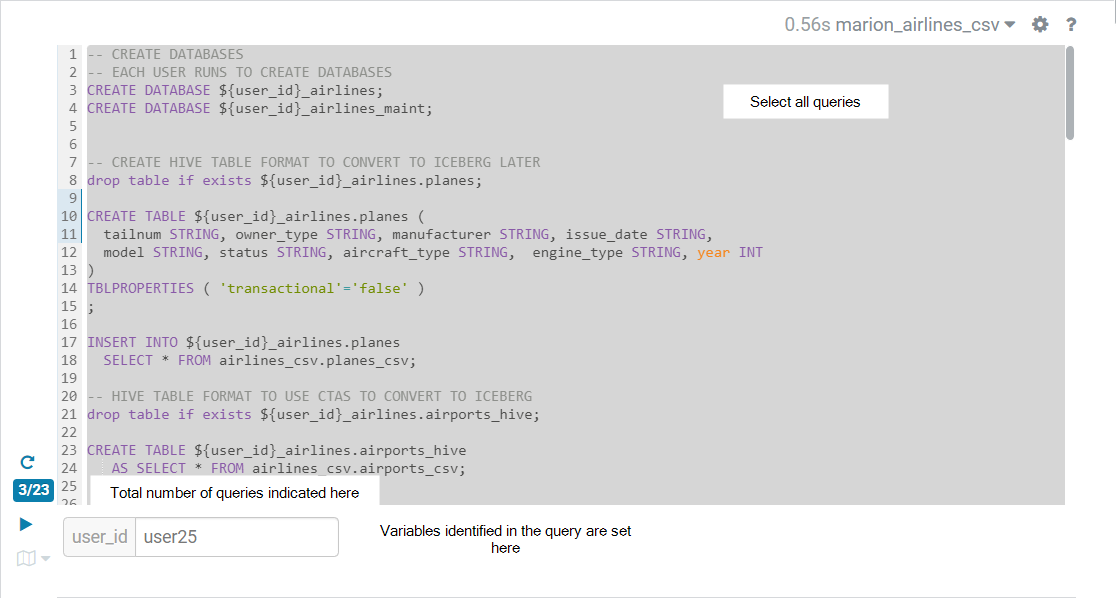 0.56s marion_airlines_csv
?
1 -- CREATE DATABASES
2 -- EACH USER RUNS TO CREATE DATABASES
3 CREATE DATABASE ${user_id}_airlines;
Select all queries
4 CREATE DATABASE ${user_id}_airlines_maint;
5
6
7 -- CREATE HIVE TABLE FORMAT TO CONVERT TO ICEBERG LATER
8 drop table if exists ${user_id}_airlines.planes;
9
10 CREATE TABLE ${user_id}_airlines.planes (
11 tailnum STRING, owner_type STRING, manufacturer STRING, issue_date STRING,
12 model STRING, status STRING, aircraft_type STRING, engine_type STRING, year INT
13 )
14 TBLPROPERTIES ( 'transactional'='false' )
15 ;
16
17 INSERT INTO ${user_id}_airlines.planes
18 SELECT * FROM airlines_csv.planes_csv;
19
20 -- HIVE TABLE FORMAT TO USE CTAS TO CONVERT TO ICEBERG
21 drop table if exists ${user_id}_airlines.airports_hive;
22
23 CREATE TABLE ${user_id}_airlines.airports_hive
24 AS SELECT * FROM airlines_csv.airports_csv;
25
3/23
Total number of queries indicated here
26
user_id user25
Variables identified in the query are set
here